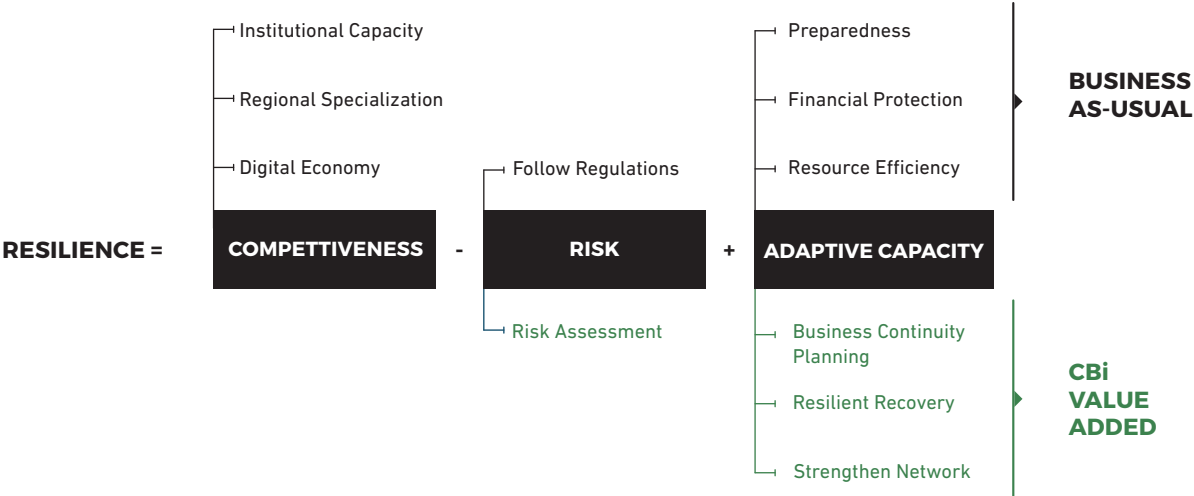 Institutional Capacity
Regional Specialization
Digital Economy
Follow Regulations
Preparedness
Financial Protection
Resource Efficiency
BUSINESS
AS-USUAL
RESILIENCE =
COMPETTIVENESS
-
RISK
+
ADAPTIVE CAPACITY
Risk Assessment
Business Continuity
Planning
Resilient Recovery
Strengthen Network
CBi
VALUE
ADDED